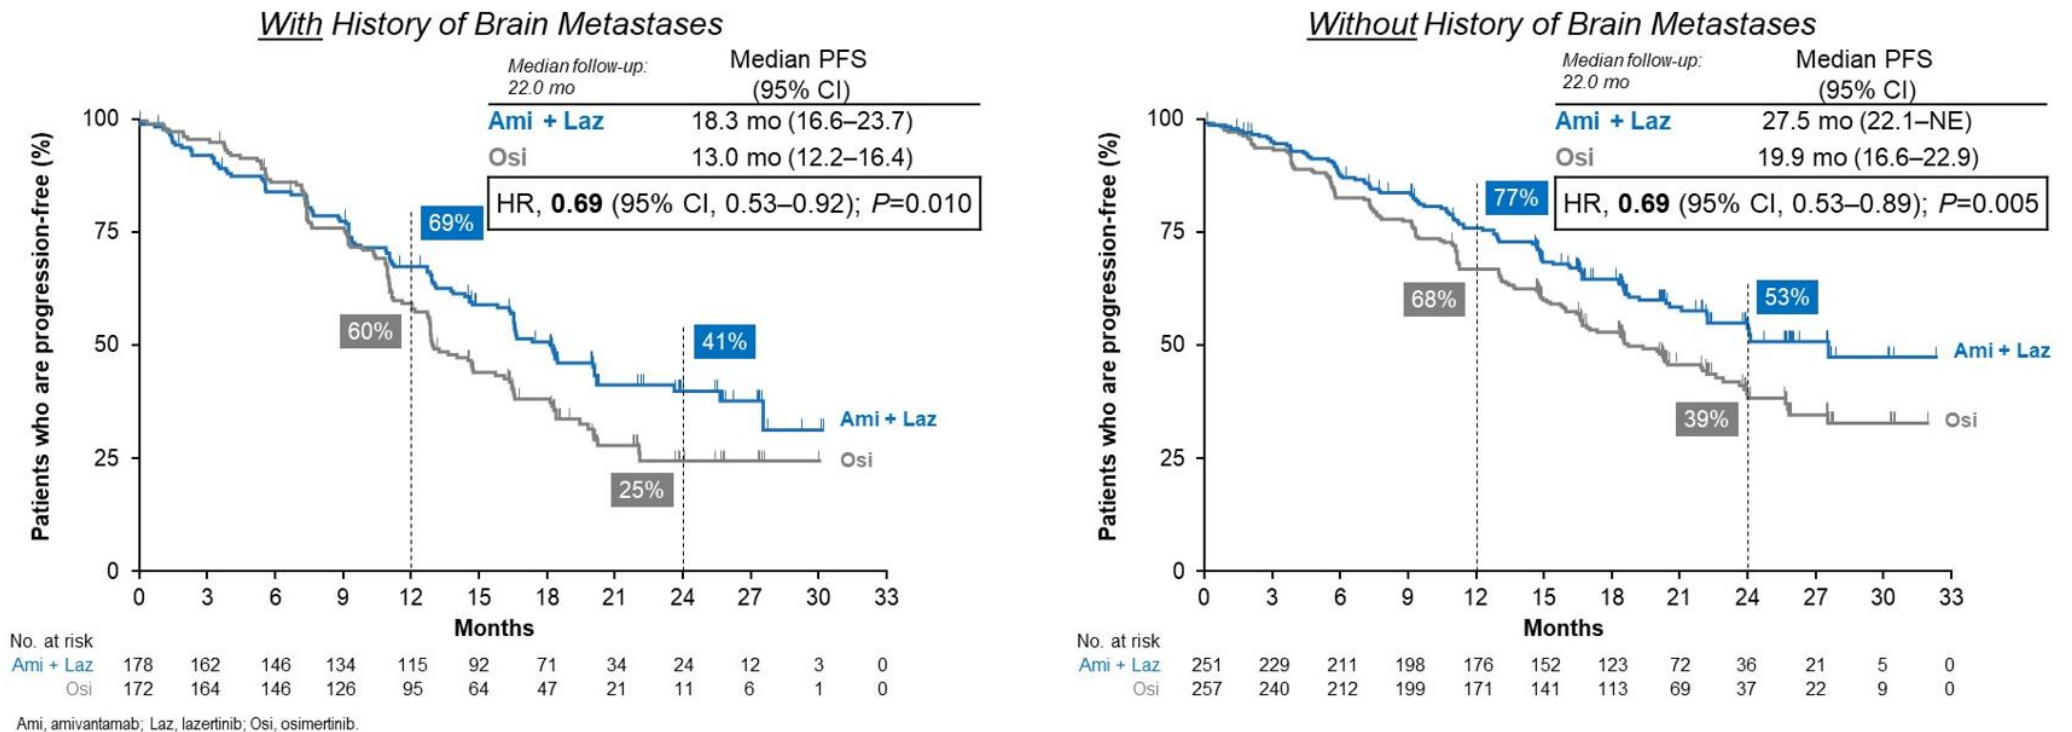 With History of Brain Metastases
Median follow-up:
22.0 mo
Median PFS
(95% CI)
Ami + Laz 18.3 mo (16.6–23.7)
Osi 13.0 mo (12.2–16.4)
HR, 0.69 (95% CI, 0.53–0.92); P=0.010
Patients who are progression-free (%)
100
75
50
25
0
69%
60%
41%
25%
Ami + Laz
Osi
0 3 6 9 12 15 18 21 24 27 30 33
Months
No. at risk
Ami + Laz 178 162 146 134 115 92 71 34 24 12 3 0
Osi 172 164 146 126 95 64 47 21 11 6 1 0
Ami, amivantamab; Laz, lazertinib; Osi, osimertinib.
Without History of Brain Metastases
Median follow-up:
22.0 mo
Median PFS
(95% CI)
Ami + Laz 27.5 mo (22.1–NE)
Osi 19.9 mo (16.6–22.9)
HR, 0.69 (95% CI, 0.53–0.89); P=0.005
Patients who are progression-free (%)
100
75
50
25
0
77%
68%
53%
39%
Ami + Laz
Osi
0 3 6 9 12 15 18 21 24 27 30 33
Months
No. at risk
Ami + Laz 251 229 211 198 176 152 123 72 36 21 5 0
Osi 257 240 212 199 171 141 113 69 37 22 9 0